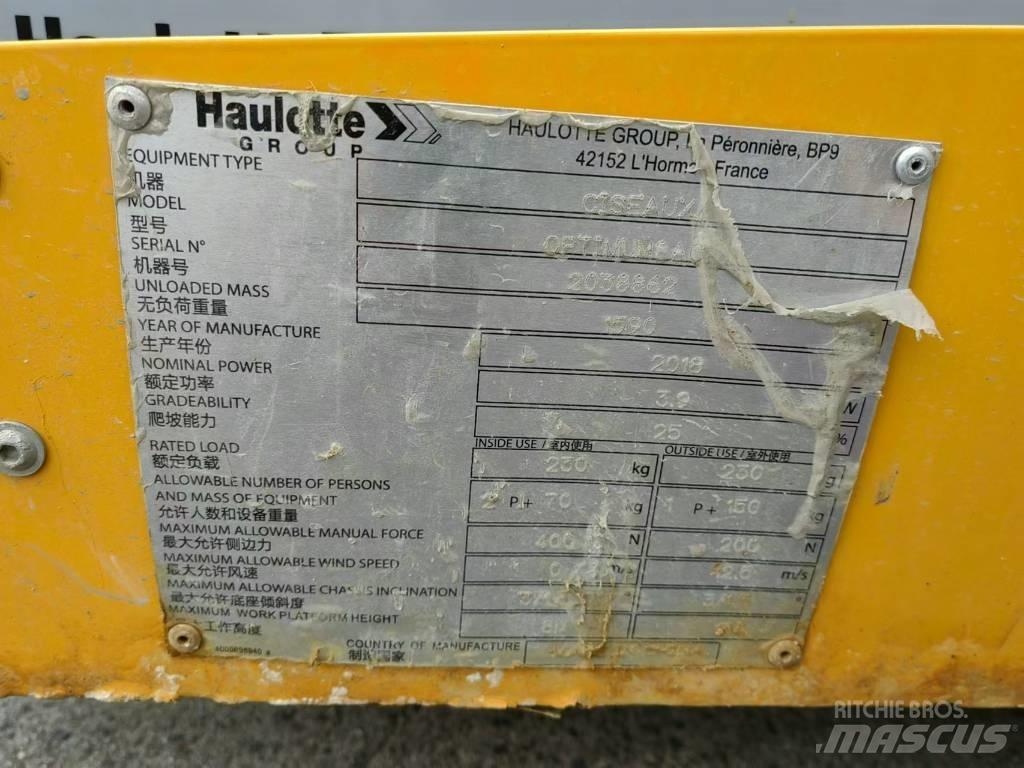 Haulotte
GROUP
HAULOTTE GROUP, La Péronnière, BP9
42152 L'Horme, France
EQUIPMENT TYPE
机器
CISEAUX
MODEL
型号
SERIAL N°
机器号
2038862
UNLOADED MASS
无负荷重量
1590
YEAR OF MANUFACTURE
生产年份
2018
NOMINAL POWER
额定功率
3.9 W
GRADEABILITY
爬坡能力
25 %
INSIDE USE / 室内使用 OUTSIDE USE / 室外使用
RATED LOAD
额定负载
230 kg 230
ALLOWABLE NUMBER OF PERSONS
AND MASS OF EQUIPMENT
允许人数和设备重量
2 P+ 70 kg 1 P+ 150 kg
MAXIMUM ALLOWABLE MANUAL FORCE
最大允许侧边力
400 N 200 N
MAXIMUM ALLOWABLE WIND SPEED
最大允许风速
0 m/s m/s
MAXIMUM ALLOWABLE CHASSIS INCLINATION
最大允许底座倾斜度
MAXIMUM WORK PLATFORM HEIGHT
工作高度
COUNTRY OF MANUFACTURE
制造国家
RITCHIE BROS.
MASCUS